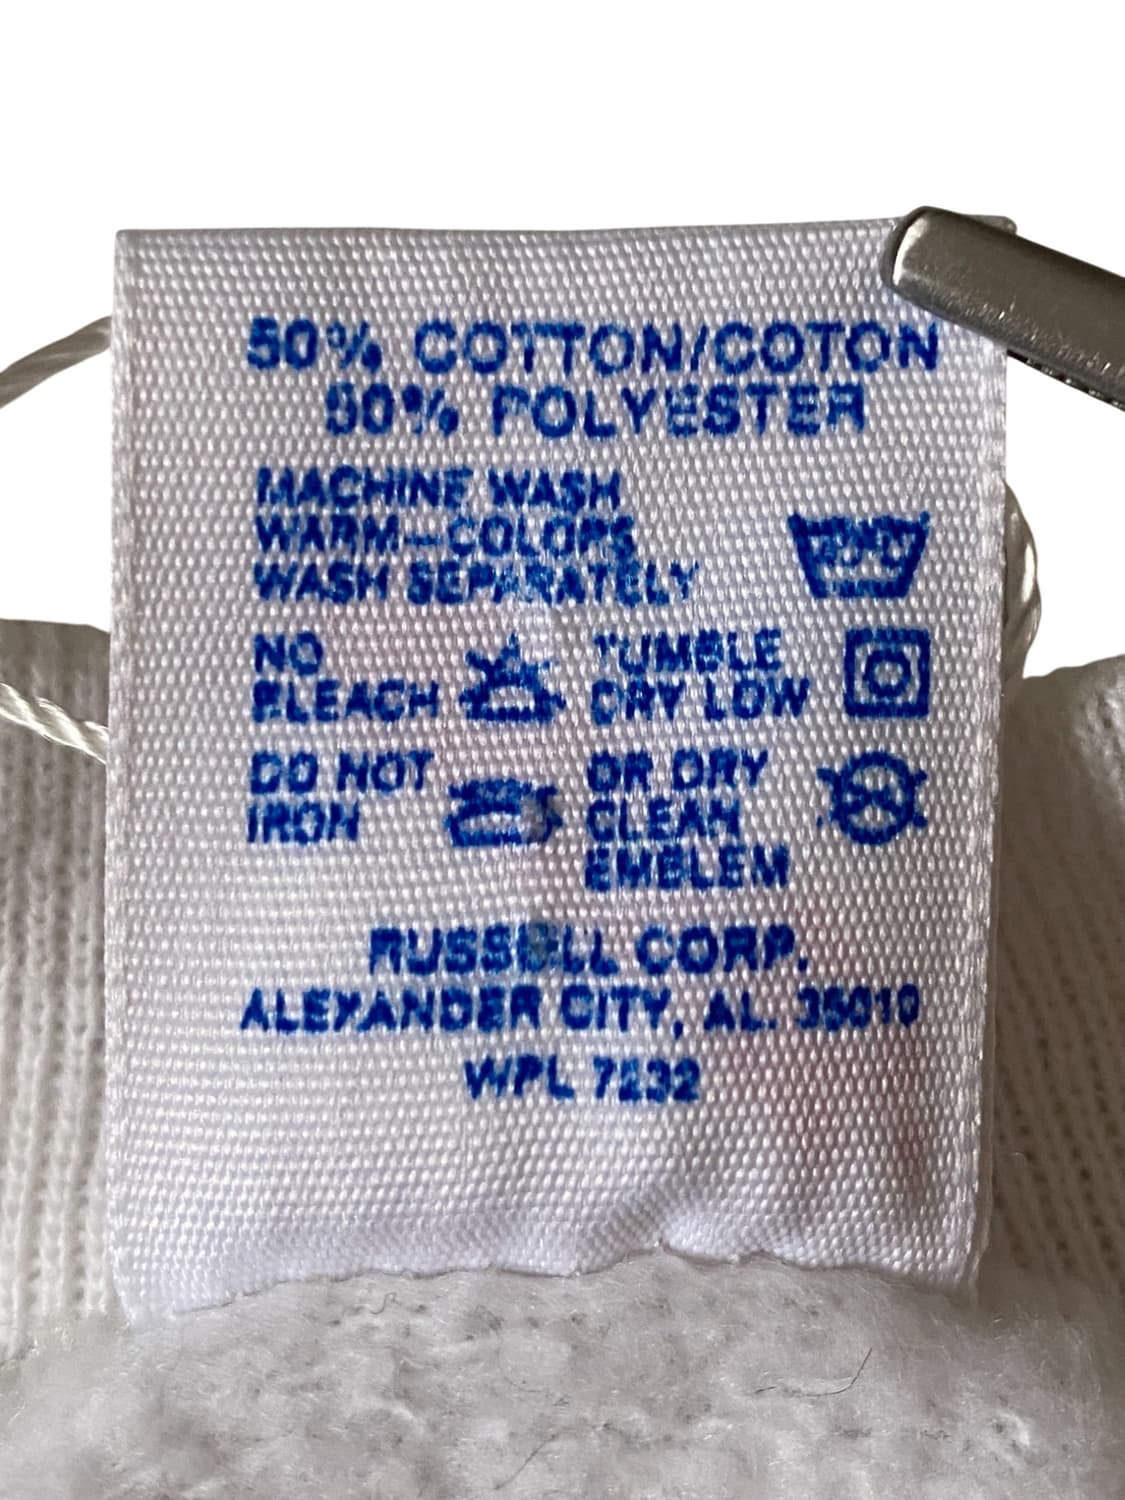 50% COTTON/COTON
50% POLYESTER
MACHINE WASH
WARM—COLORS
WASH SEPARATELY
NO
BLEACH
TUMBLE
DRY LOW
DO NOT
IRON
OR DRY
CLEAN
EMBLEM
RUSSELL CORP.
ALEXANDER CITY, AL. 35010
WPL 7232